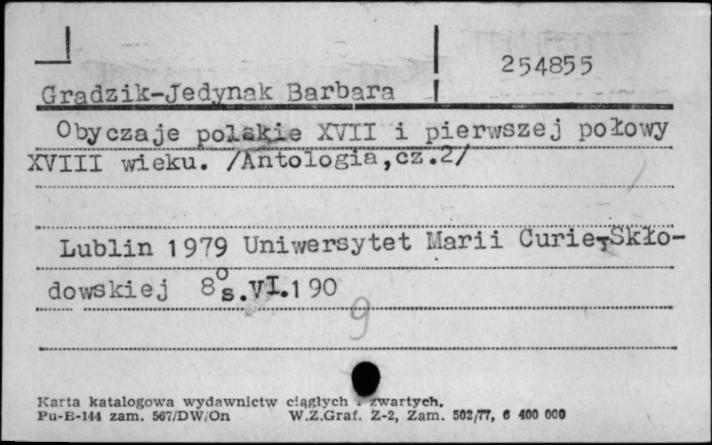 254855
Gradzik-Jedynak Barbara
Obyczaje polskie XVII i pierwszej połowy
XVIII wieku. /Antologia,cz.2/
Lublin 1979 Uniwersytet Marii Curie-Skło-
dowskiej 8° s.VI.190
9
Karta katalogowa wydawnictw ciągłych i zwartych.
Pu-B-144 zam. 567/DW/On W.Z.Graf. Z-2, Zam. 502/77, 6 400 000